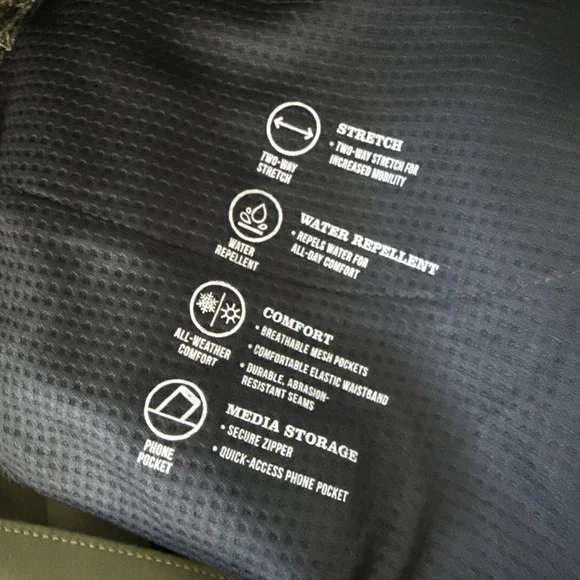 TWO-WAY
STRETCH
STRETCH
• TWO-WAY STRETCH FOR
INCREASED MOBILITY
WATER
REPELLENT
WATER REPELLENT
• REPELS WATER FOR
ALL-DAY COMFORT
ALL-WEATHER
COMFORT
COMFORT
• BREATHABLE MESH POCKETS
• COMFORTABLE ELASTIC WAISTBAND
• DURABLE, ABRASION-
RESISTANT SEAMS
PHONE
POCKET
MEDIA STORAGE
• SECURE ZIPPER
• QUICK-ACCESS PHONE POCKET